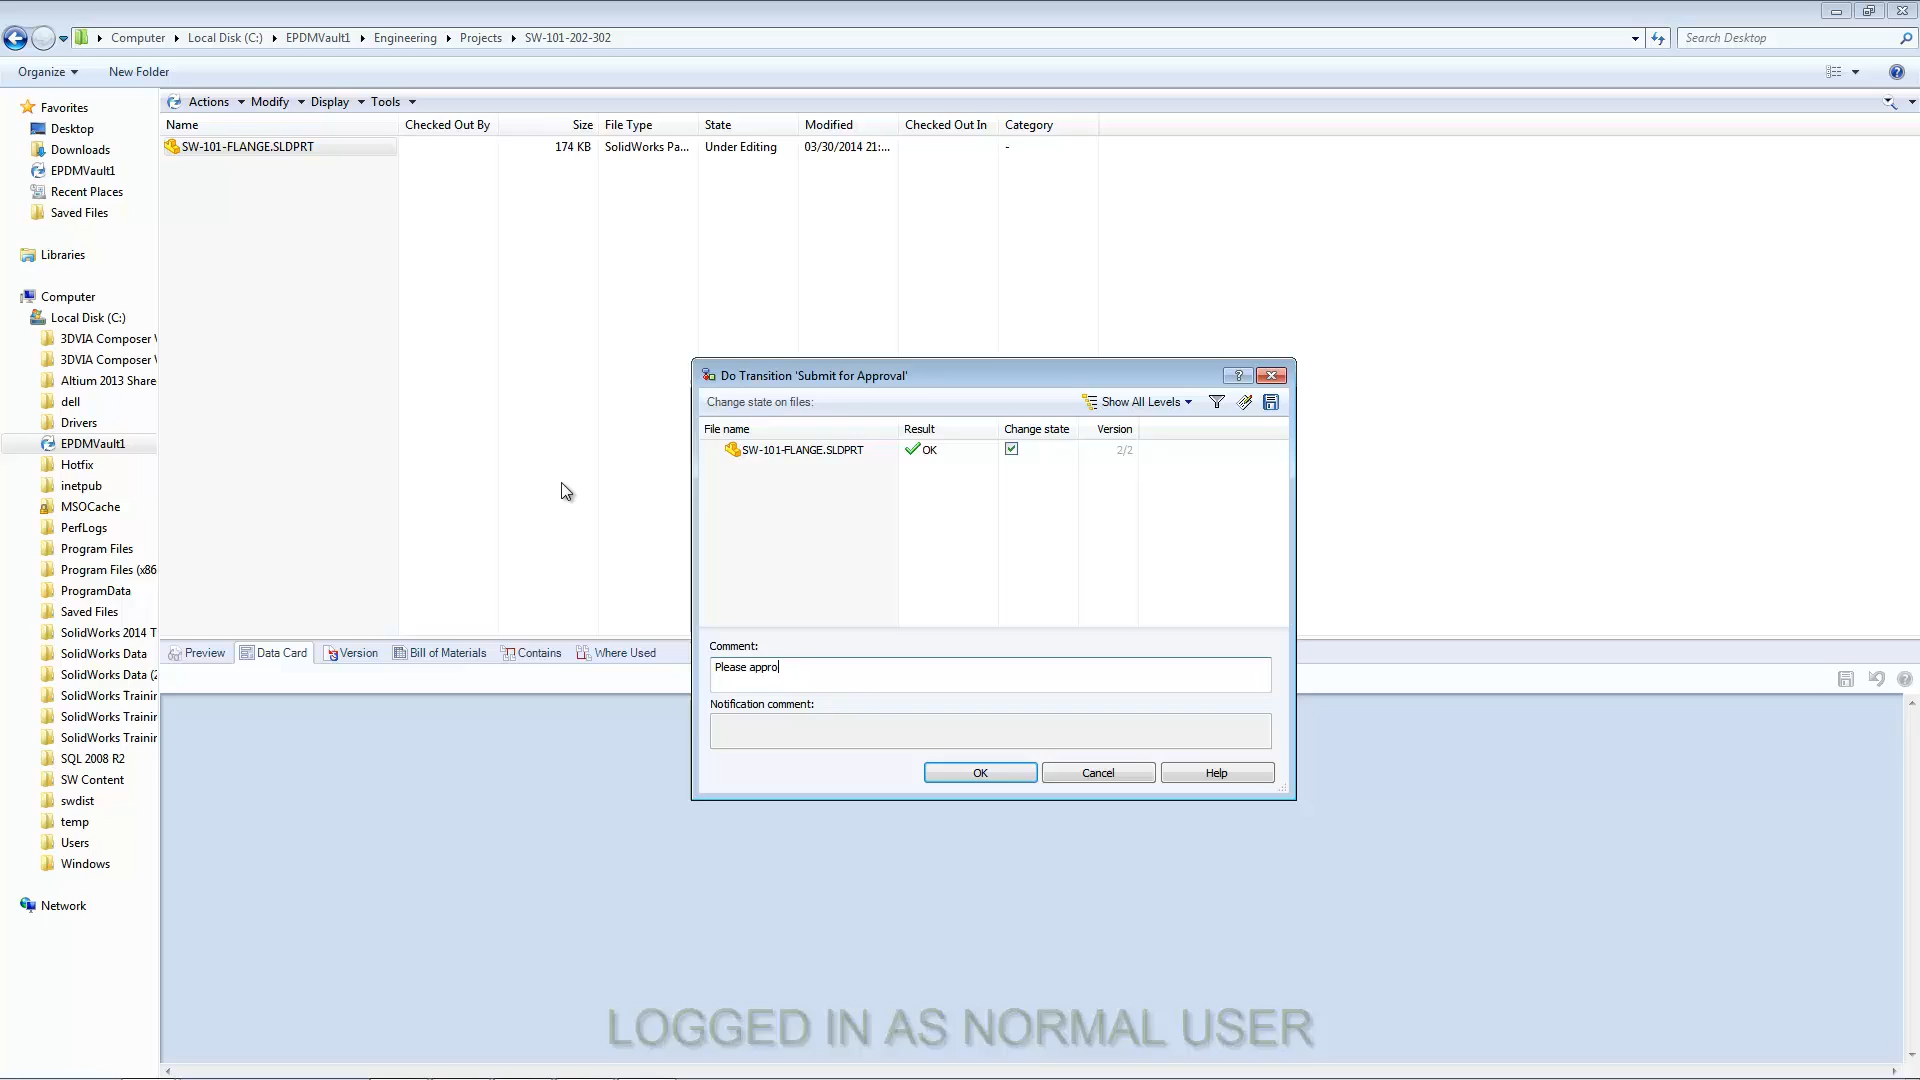 Computer Local Disk (C:) EPDMVault1 Engineering Projects SW-101-202-302
Search Desktop
Organize New Folder
Favorites
Desktop
Downloads
EPDMVault1
Recent Places
Saved Files
Libraries
Computer
Local Disk (C:)
3DVIA Composer
3DVIA Composer
Altium 2013 Share
dell
Drivers
EPDMVault1
Hotfix
inetpub
MSOCache
PerfLogs
Program Files
Program Files (x86
ProgramData
Saved Files
SolidWorks 2014 T
SolidWorks Data
SolidWorks Data (2
SolidWorks Trainin
SolidWorks Trainin
SolidWorks Trainin
SQL 2008 R2
SW Content
swdist
temp
Users
Windows
Network
Actions Modify Display Tools
Name Checked Out By Size File Type State Modified Checked Out In Category
SW-101-FLANGE.SLDPRT 174 KB SolidWorks Pa... Under Editing 03/30/2014 21:... -
Do Transition 'Submit for Approval'
Change state on files: Show All Levels
File name Result Change state Version
SW-101-FLANGE.SLDPRT OK 2/2
Comment:
Please appro
Notification comment:
OK Cancel Help
Preview Data Card Version Bill of Materials Contains Where Used
LOGGED IN AS NORMAL USER